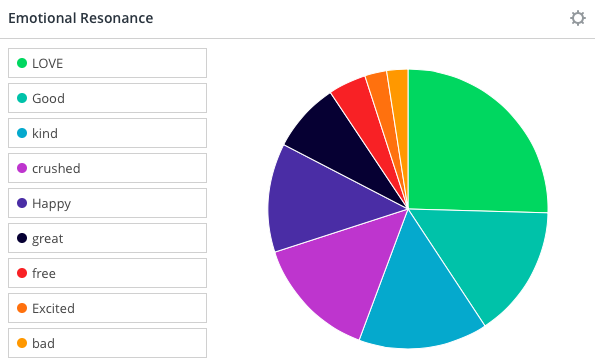 Emotional Resonance
LOVE
Good
kind
crushed
Happy
great
free
Excited
bad